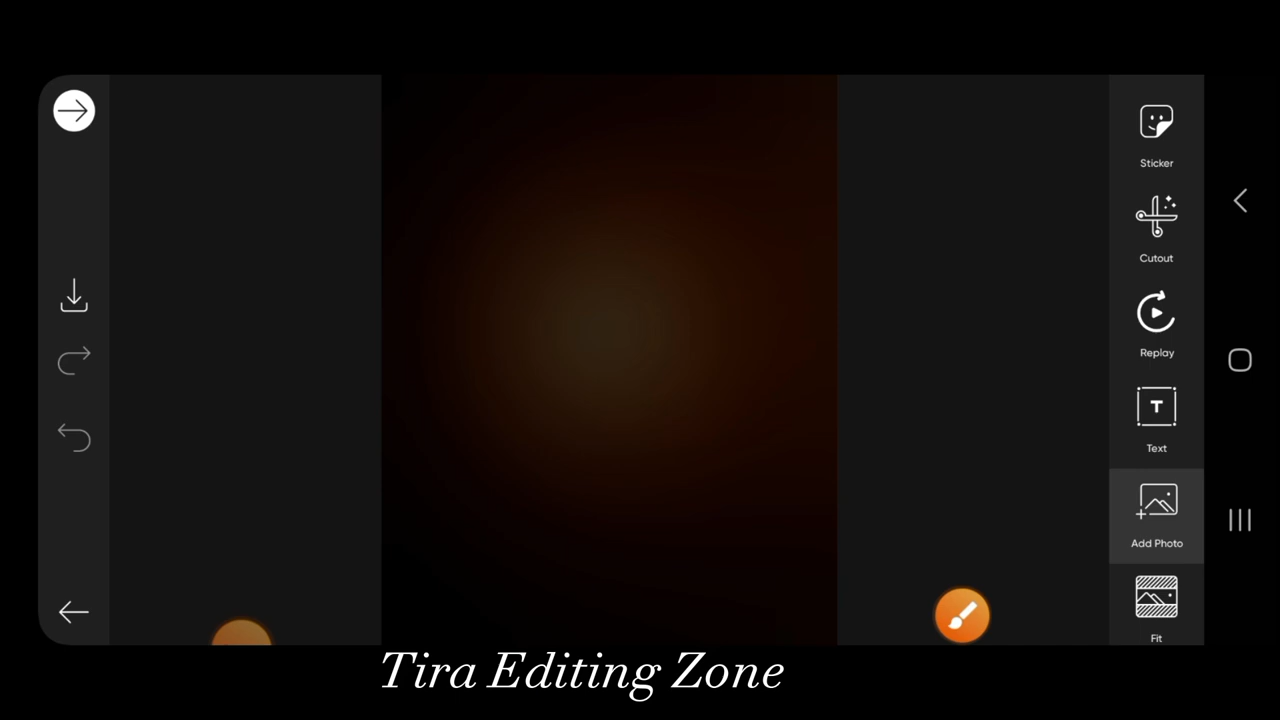 Sticker
Cutout
Replay
Text
Add Photo
Fit
Tira Editing Zone